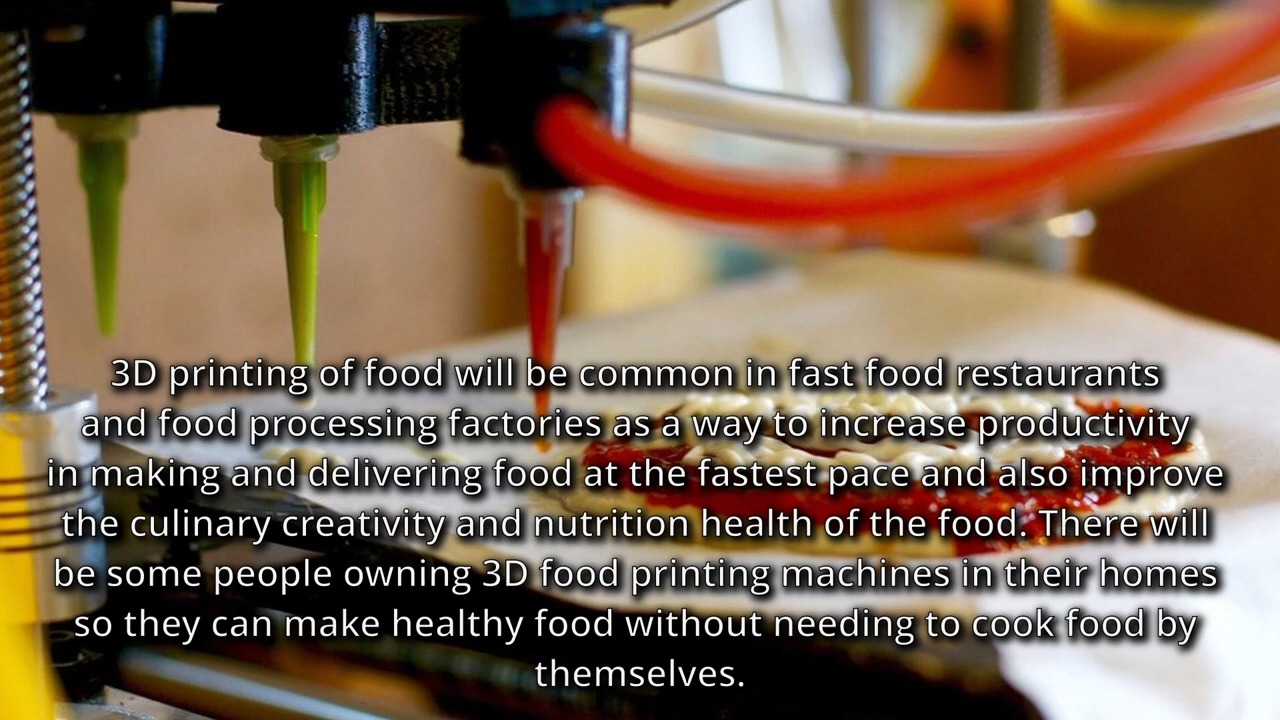 3D printing of food will be common in fast food restaurants
and food processing factories as a way to increase productivity
in making and delivering food at the fastest pace and also improve
the culinary creativity and nutrition health of the food. There will
be some people owning 3D food printing machines in their homes
so they can make healthy food without needing to cook food by
themselves.